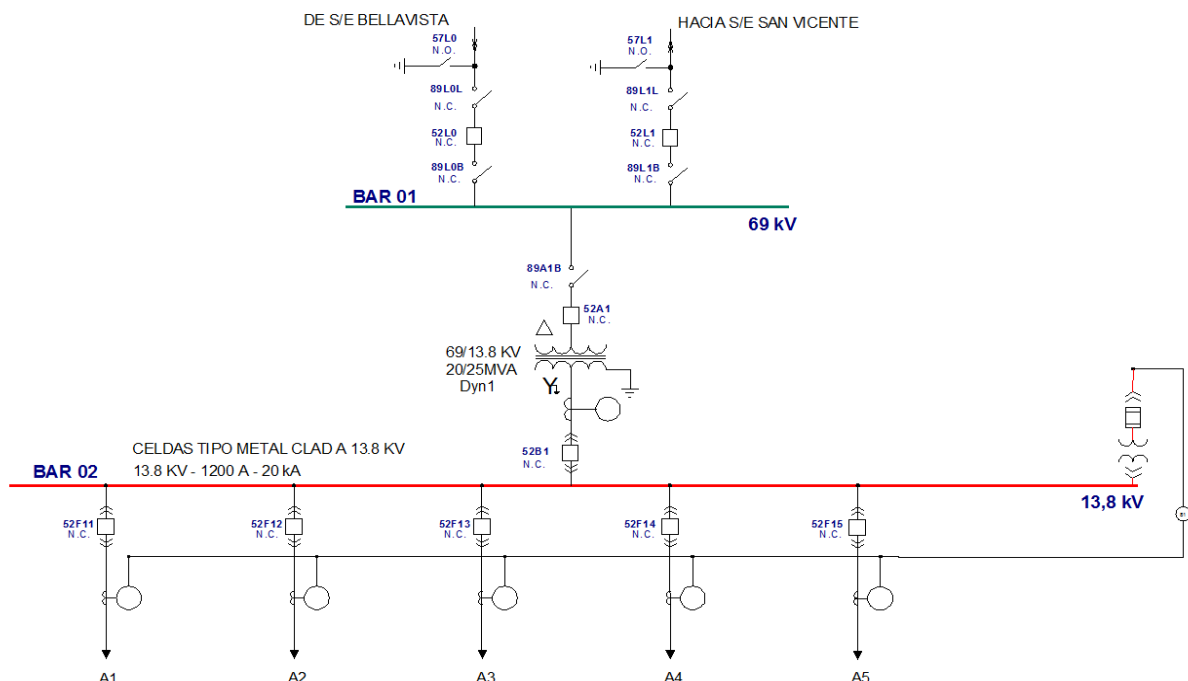 DE S/E BELLAVISTA
HACIA S/E SAN VICENTE
57L0
N.O.
57L1
N.O.
89L0L
N.C.
89L1L
N.C.
52L0
N.C.
52L1
N.C.
89L0B
N.C.
89L1B
N.C.
BAR 01
69 kV
89A1B
N.C.
52A1
N.C.
69/13.8 KV
20/25MVA
Dyn1
Y
CELDAS TIPO METAL CLAD A 13.8 KV
13.8 KV - 1200 A - 20 kA
52B1
N.C.
BAR 02
13,8 kV
52F11
N.C.
52F12
N.C.
52F13
N.C.
52F14
N.C.
52F15
N.C.
A1
A2
A3
A4
A5